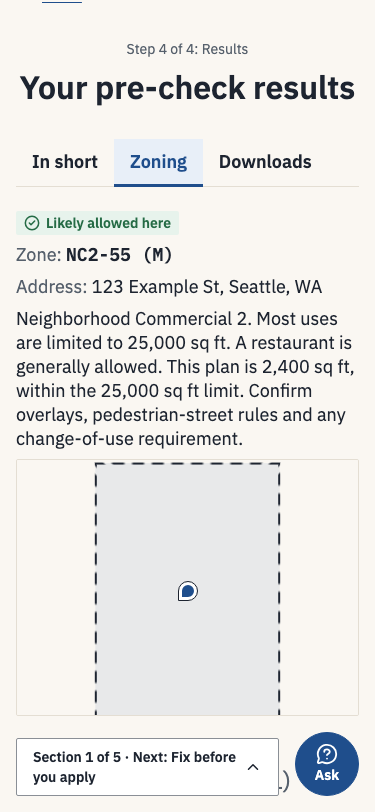 Step 4 of 4: Results
Your pre-check results
In short Zoning Downloads
Likely allowed here
Zone: NC2-55 (M)
Address: 123 Example St, Seattle, WA
Neighborhood Commercial 2. Most uses
are limited to 25,000 sq ft. A restaurant is
generally allowed. This plan is 2,400 sq ft,
within the 25,000 sq ft limit. Confirm
overlays, pedestrian-street rules and any
change-of-use requirement.
Section 1 of 5 · Next: Fix before
you apply
Ask